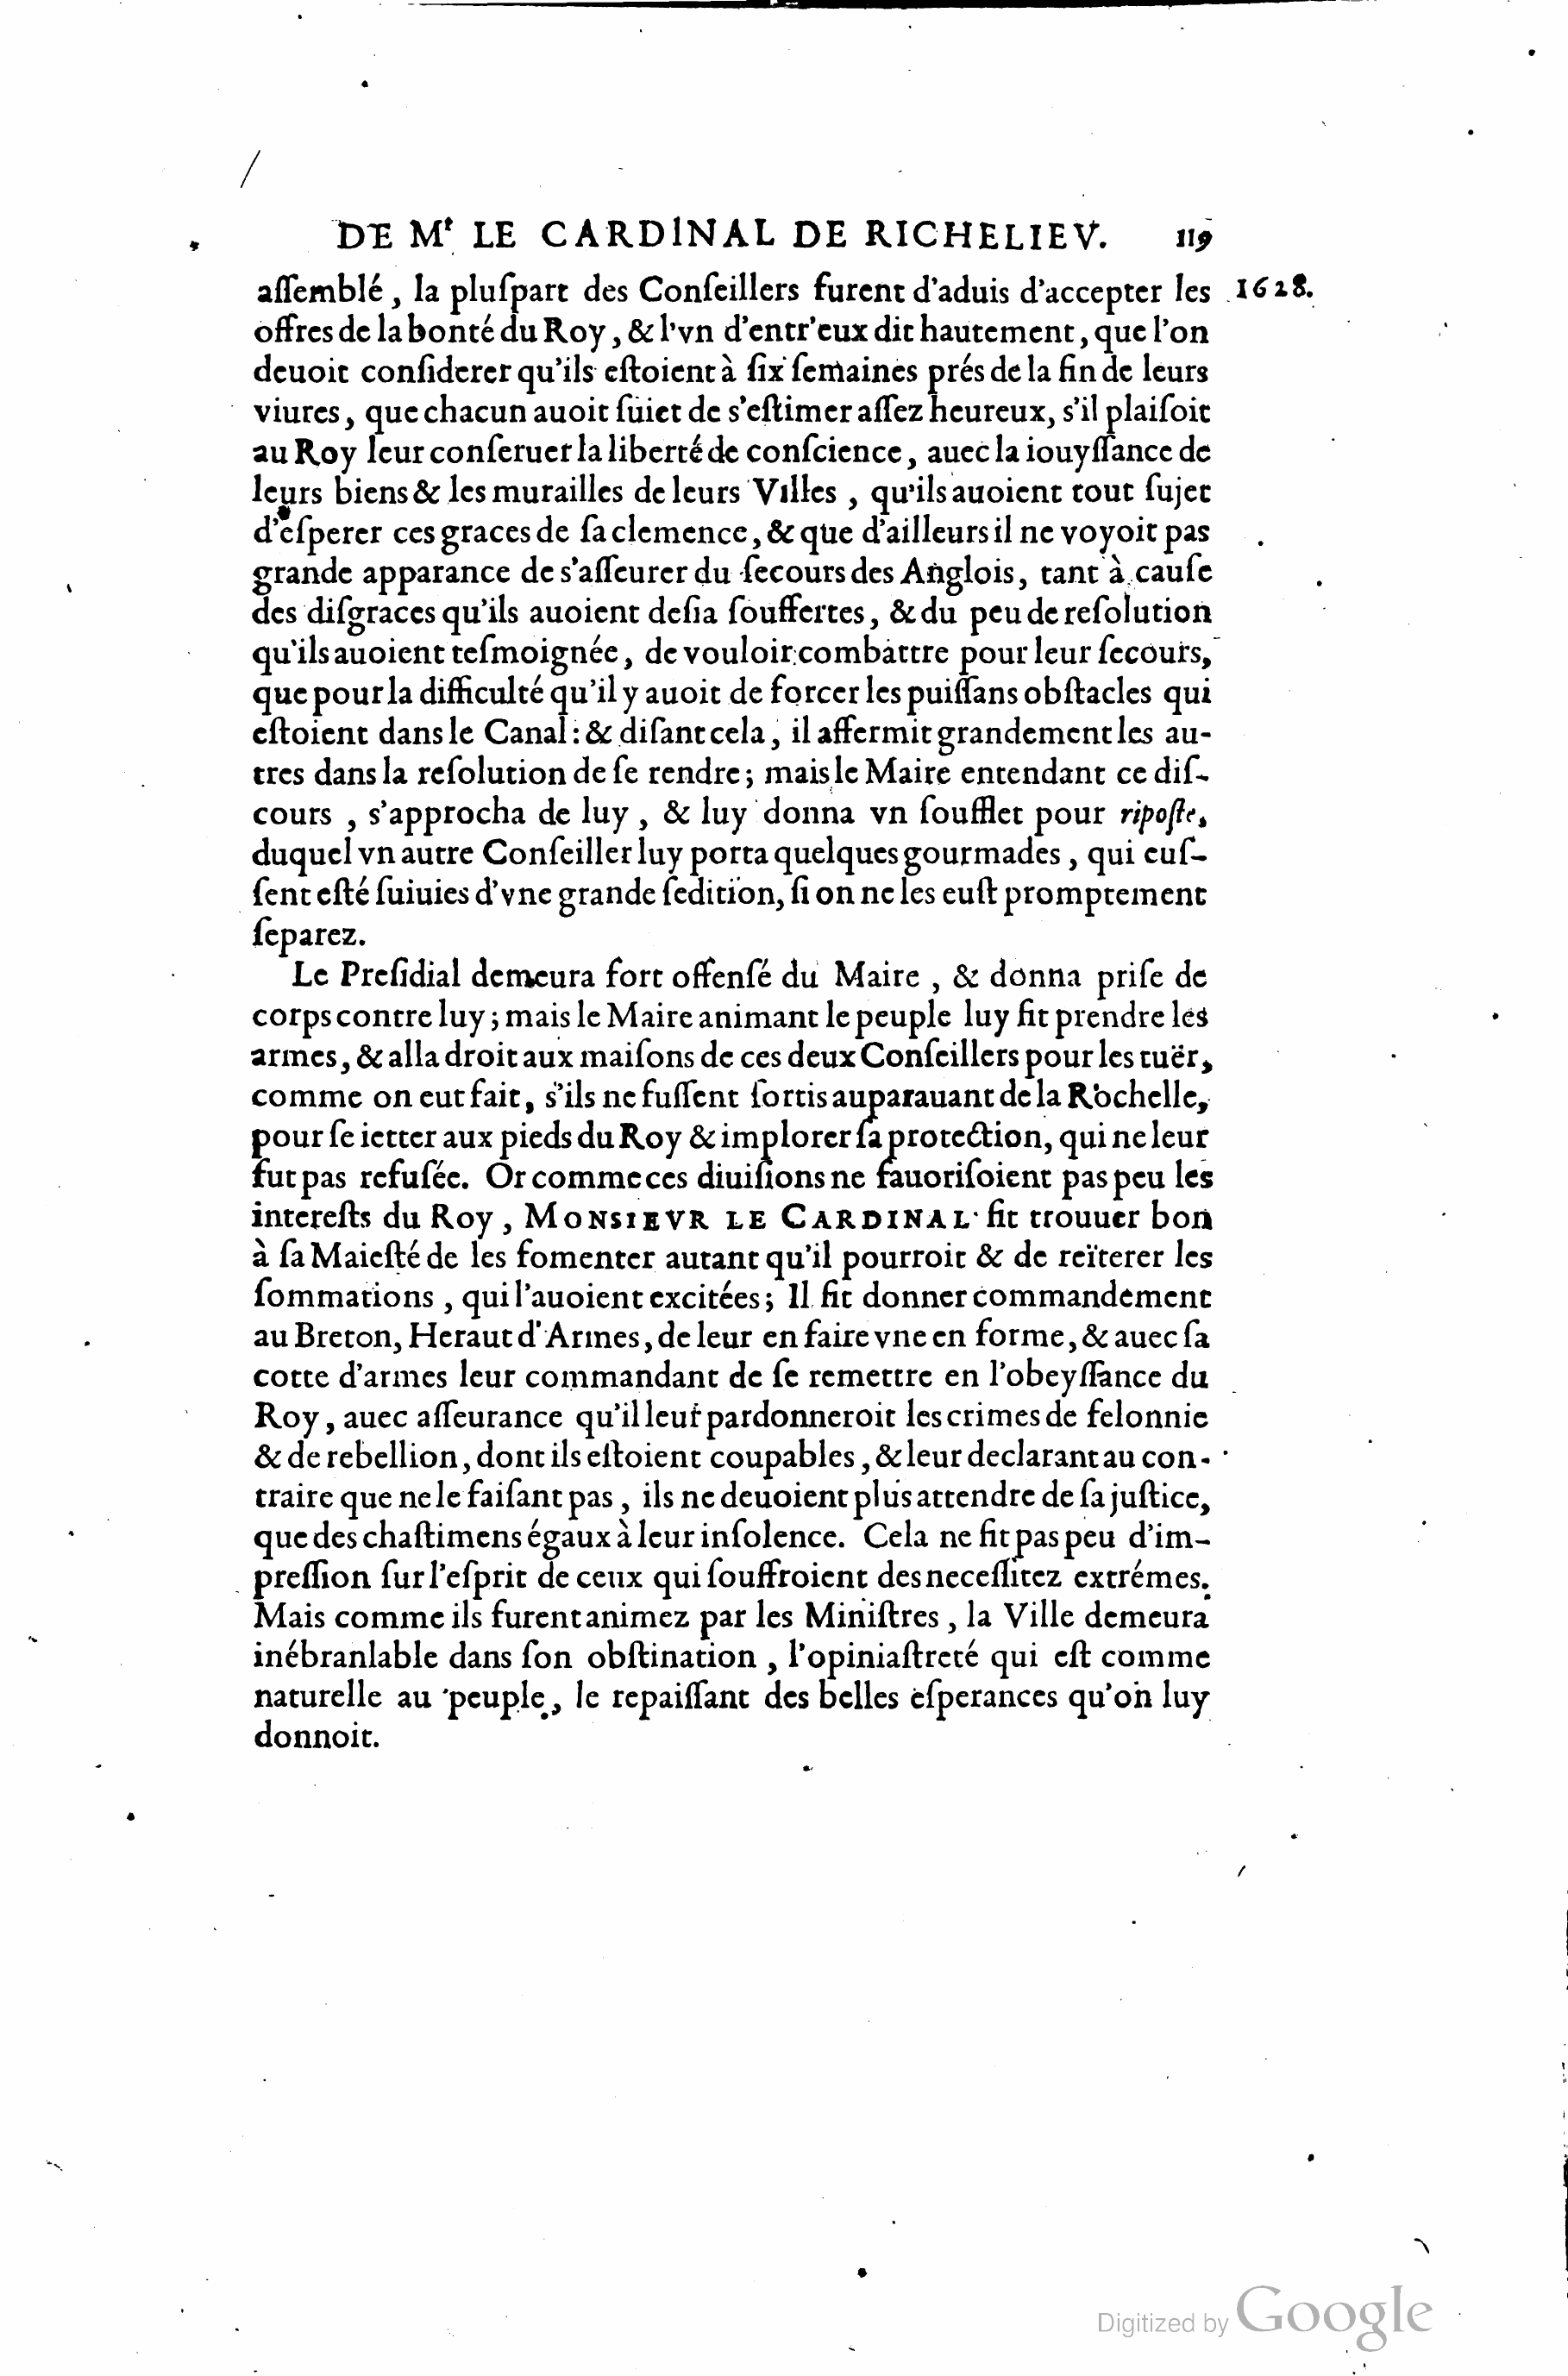 DE Mr LE CARDINAL DE RICHELIEV. 119
aſſemblé, la pluſpart des Conſeillers furent d'aduis d'accepter les 1628.
offres de la bonté du Roy, & l'vn d'entr'eux dit hautement, que l'on
deuoit conſiderer qu'ils eſtoient à ſix ſemaines prés de la fin de leurs
viures, que chacun auoit ſuiet de s'eſtimer aſſez heureux, s'il plaiſoit
au Roy leur conſeruer la liberté de conſcience, auec la iouyſſance de
leurs biens & les murailles de leurs Villes, qu'ils auoient tout ſujet
d'eſperer ces graces de ſa clemence, & que d'ailleurs il ne voyoit pas
grande apparance de s'aſſeurer du ſecours des Anglois, tant à cauſe
des diſgraces qu'ils auoient deſia ſouffertes, & du peu de reſolution
qu'ils auoient teſmoignée, de vouloir combattre pour leur ſecours,
que pour la difficulté qu'il y auoit de forcer les puiſſans obſtacles qui
eſtoient dans le Canal: & diſant cela, il affermit grandement les au-
tres dans la reſolution de ſe rendre; mais le Maire entendant ce diſ-
cours, s'approcha de luy, & luy donna vn ſoufflet pour ripoſte,
duquel vn autre Conſeiller luy porta quelques gourmades, qui euſ-
ſent eſté ſuiuies d'vne grande ſedition, ſi on ne les euſt promptement
ſeparez.
Le Preſidial demeura fort offenſé du Maire, & donna priſe de
corps contre luy; mais le Maire animant le peuple luy fit prendre les
armes, & alla droit aux maiſons de ces deux Conſeillers pour les tuër,
comme on eut fait, s'ils ne fuſſent ſortis auparauant de la Rochelle,
pour ſe ietter aux pieds du Roy & implorer ſa protection, qui ne leur
fut pas refuſée. Or comme ces diuiſions ne fauoriſoient pas peu les
intereſts du Roy, MONSIEVR LE CARDINAL fit trouuer bon
à ſa Maieſté de les fomenter autant qu'il pourroit & de reïterer les
ſommations, qui l'auoient excitées; Il fit donner commandement
au Breton, Heraut d'Armes, de leur en faire vne en forme, & auec ſa
cotte d'armes leur commandant de ſe remettre en l'obeyſſance du
Roy, auec aſſeurance qu'il leur pardonneroit les crimes de felonnie
& de rebellion, dont ils eſtoient coupables, & leur declarant au con-
traire que ne le faiſant pas, ils ne deuoient plus attendre de ſa juſtice,
que des chaſtimens égaux à leur inſolence. Cela ne fit pas peu d'im-
preſſion ſur l'eſprit de ceux qui ſouffroient des neceſſitez extrémes.
Mais comme ils furent animez par les Miniſtres, la Ville demeura
inébranlable dans ſon obſtination, l'opiniaſtreté qui eſt comme
naturelle au peuple, le repaiſſant des belles eſperances qu'on luy
donnoit.
Digitized by Google